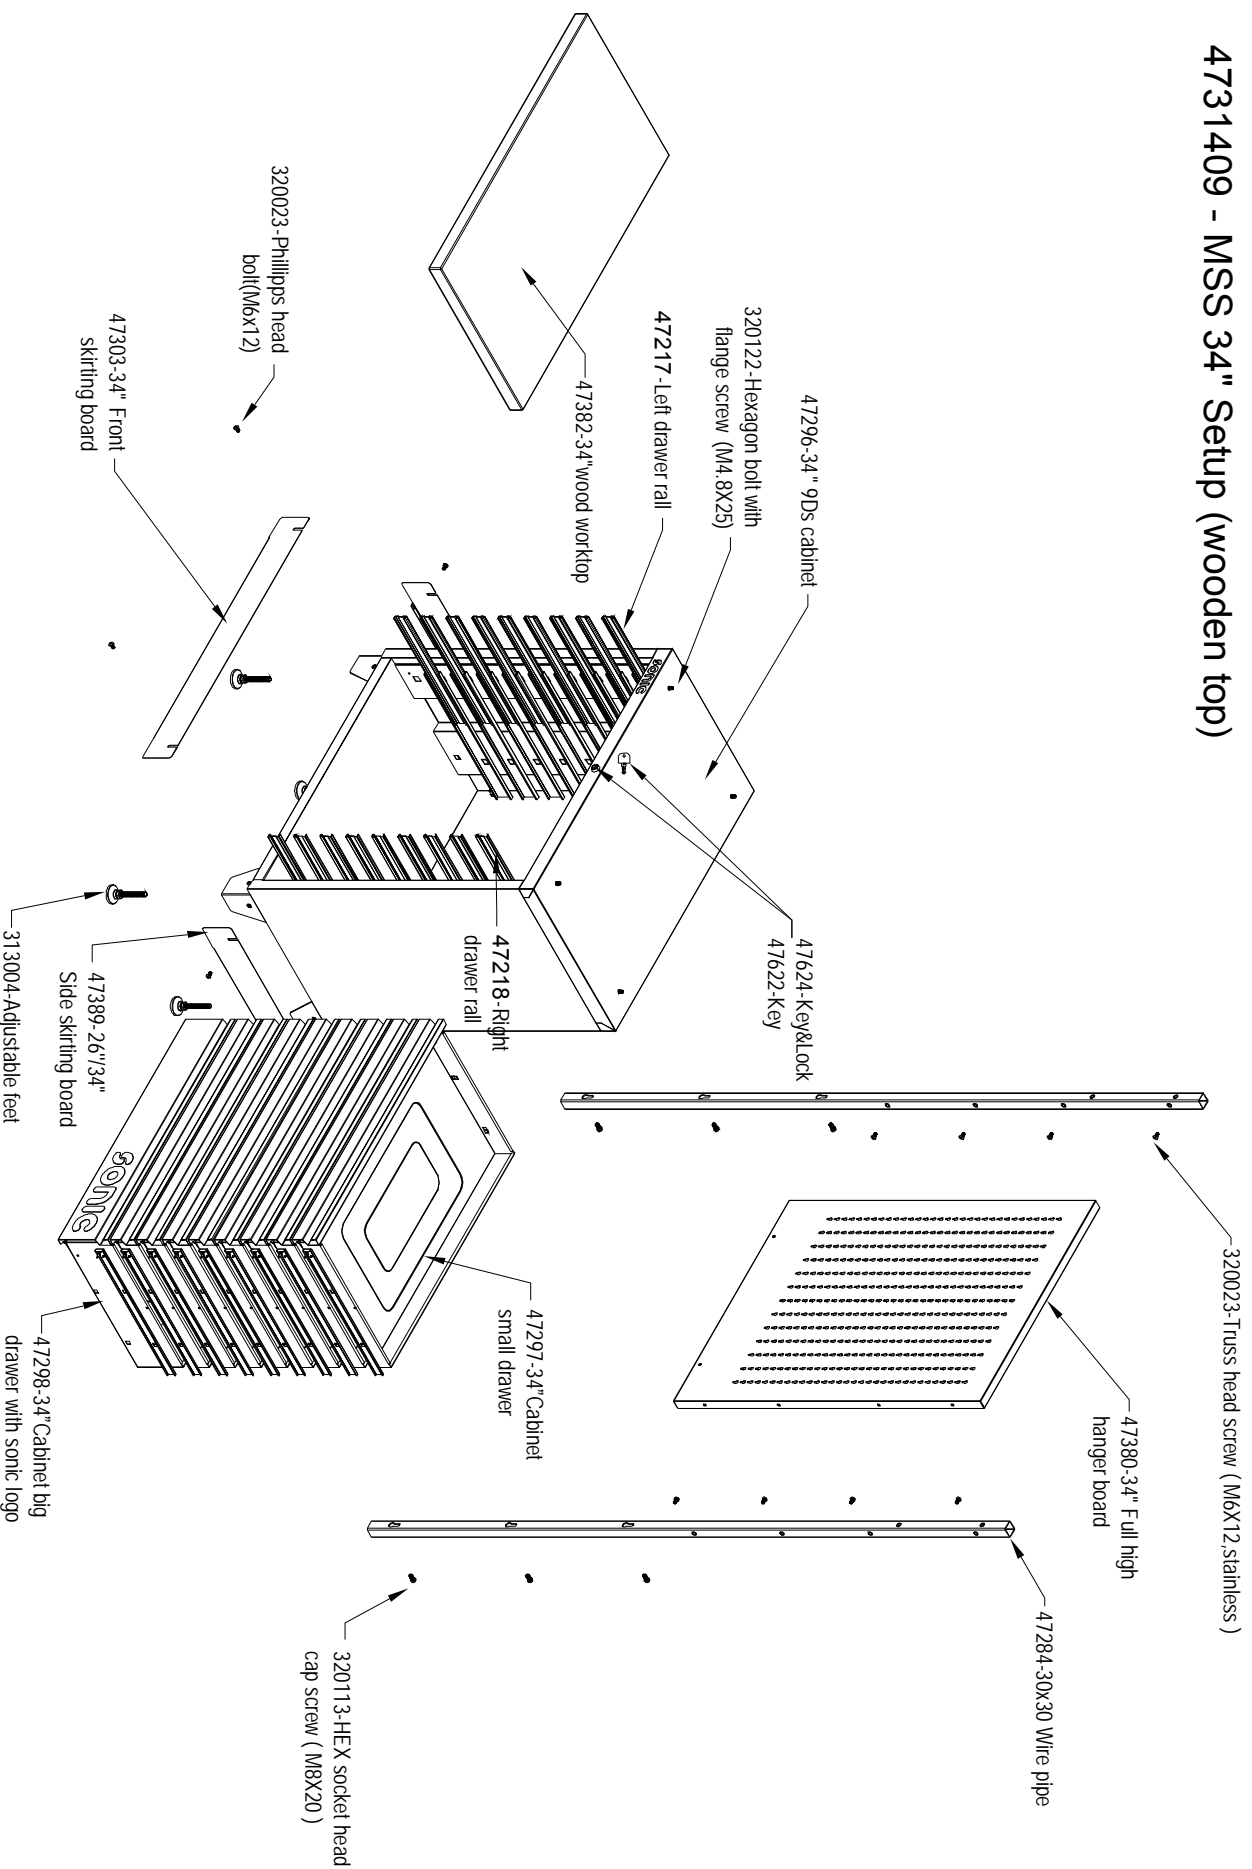 4731409 - MSS 34" Setup (wooden top)
320023-Truss head screw ( M6X12,stainless )
47380-34" Full high
hanger board
47284-30x30 Wire pipe
47296-34" 9Ds cabinet
47624-Key&Lock
47622-Key
320122-Hexagon bolt with
flange screw (M4.8X25)
47217-Left drawer rall
sonic
47382-34"wood worktop
47218-Right
drawer rall
47297-34"Cabinet
small drawer
320113-HEX socket head
cap screw ( M8X20 )
320023-Phillipps head
bolt(M6x12)
47303-34" Front
skirting board
47389-26"/34"
Side skirting board
sonic
47298-34"Cabinet big
drawer with sonic logo
313004-Adjustable feet